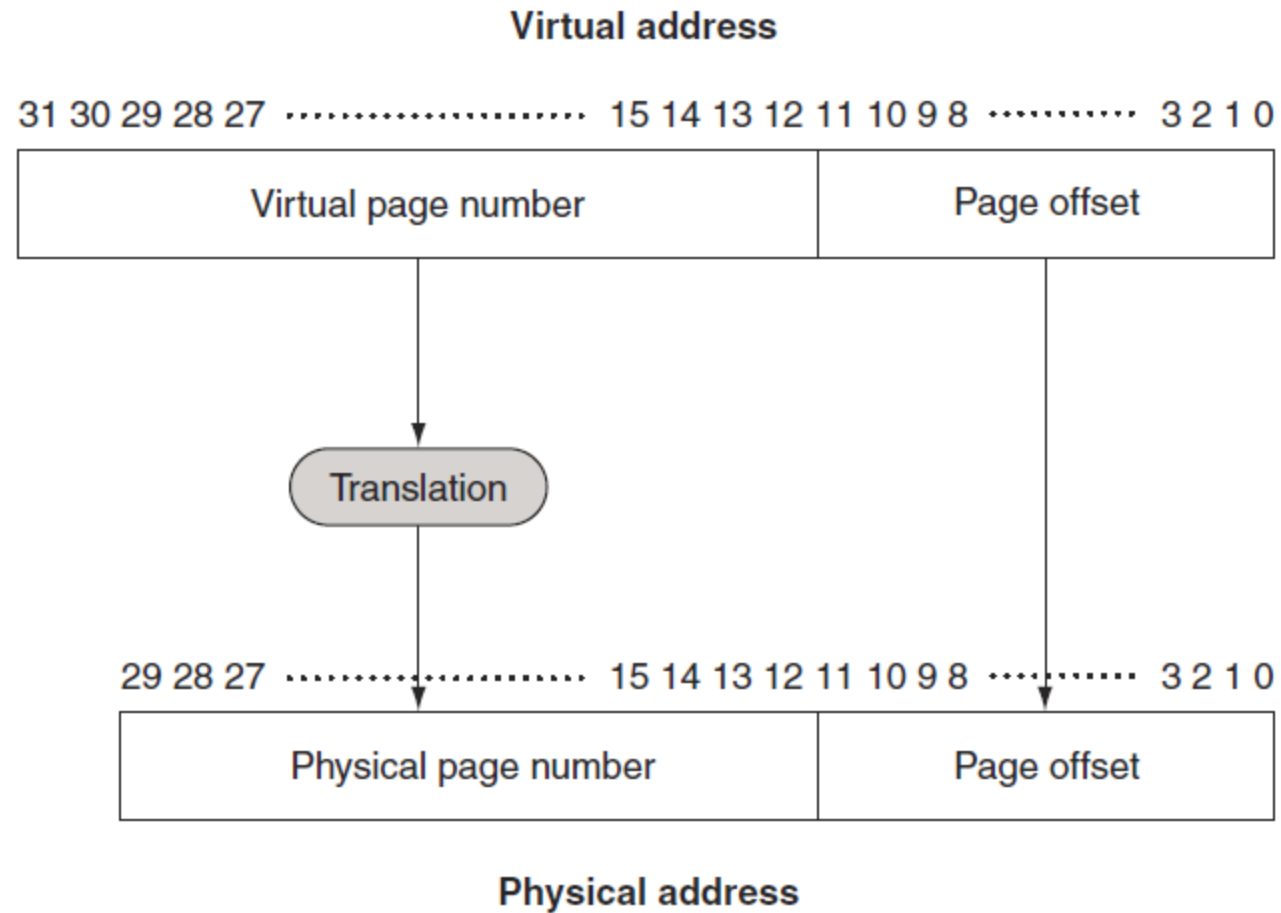 Virtual address
31 30 29 28 27 ........................ 15 14 13 12 11 10 9 8 ............ 3 2 1 0
Virtual page number Page offset
Translation
29 28 27 ........................ 15 14 13 12 11 10 9 8 ............ 3 2 1 0
Physical page number Page offset
Physical address